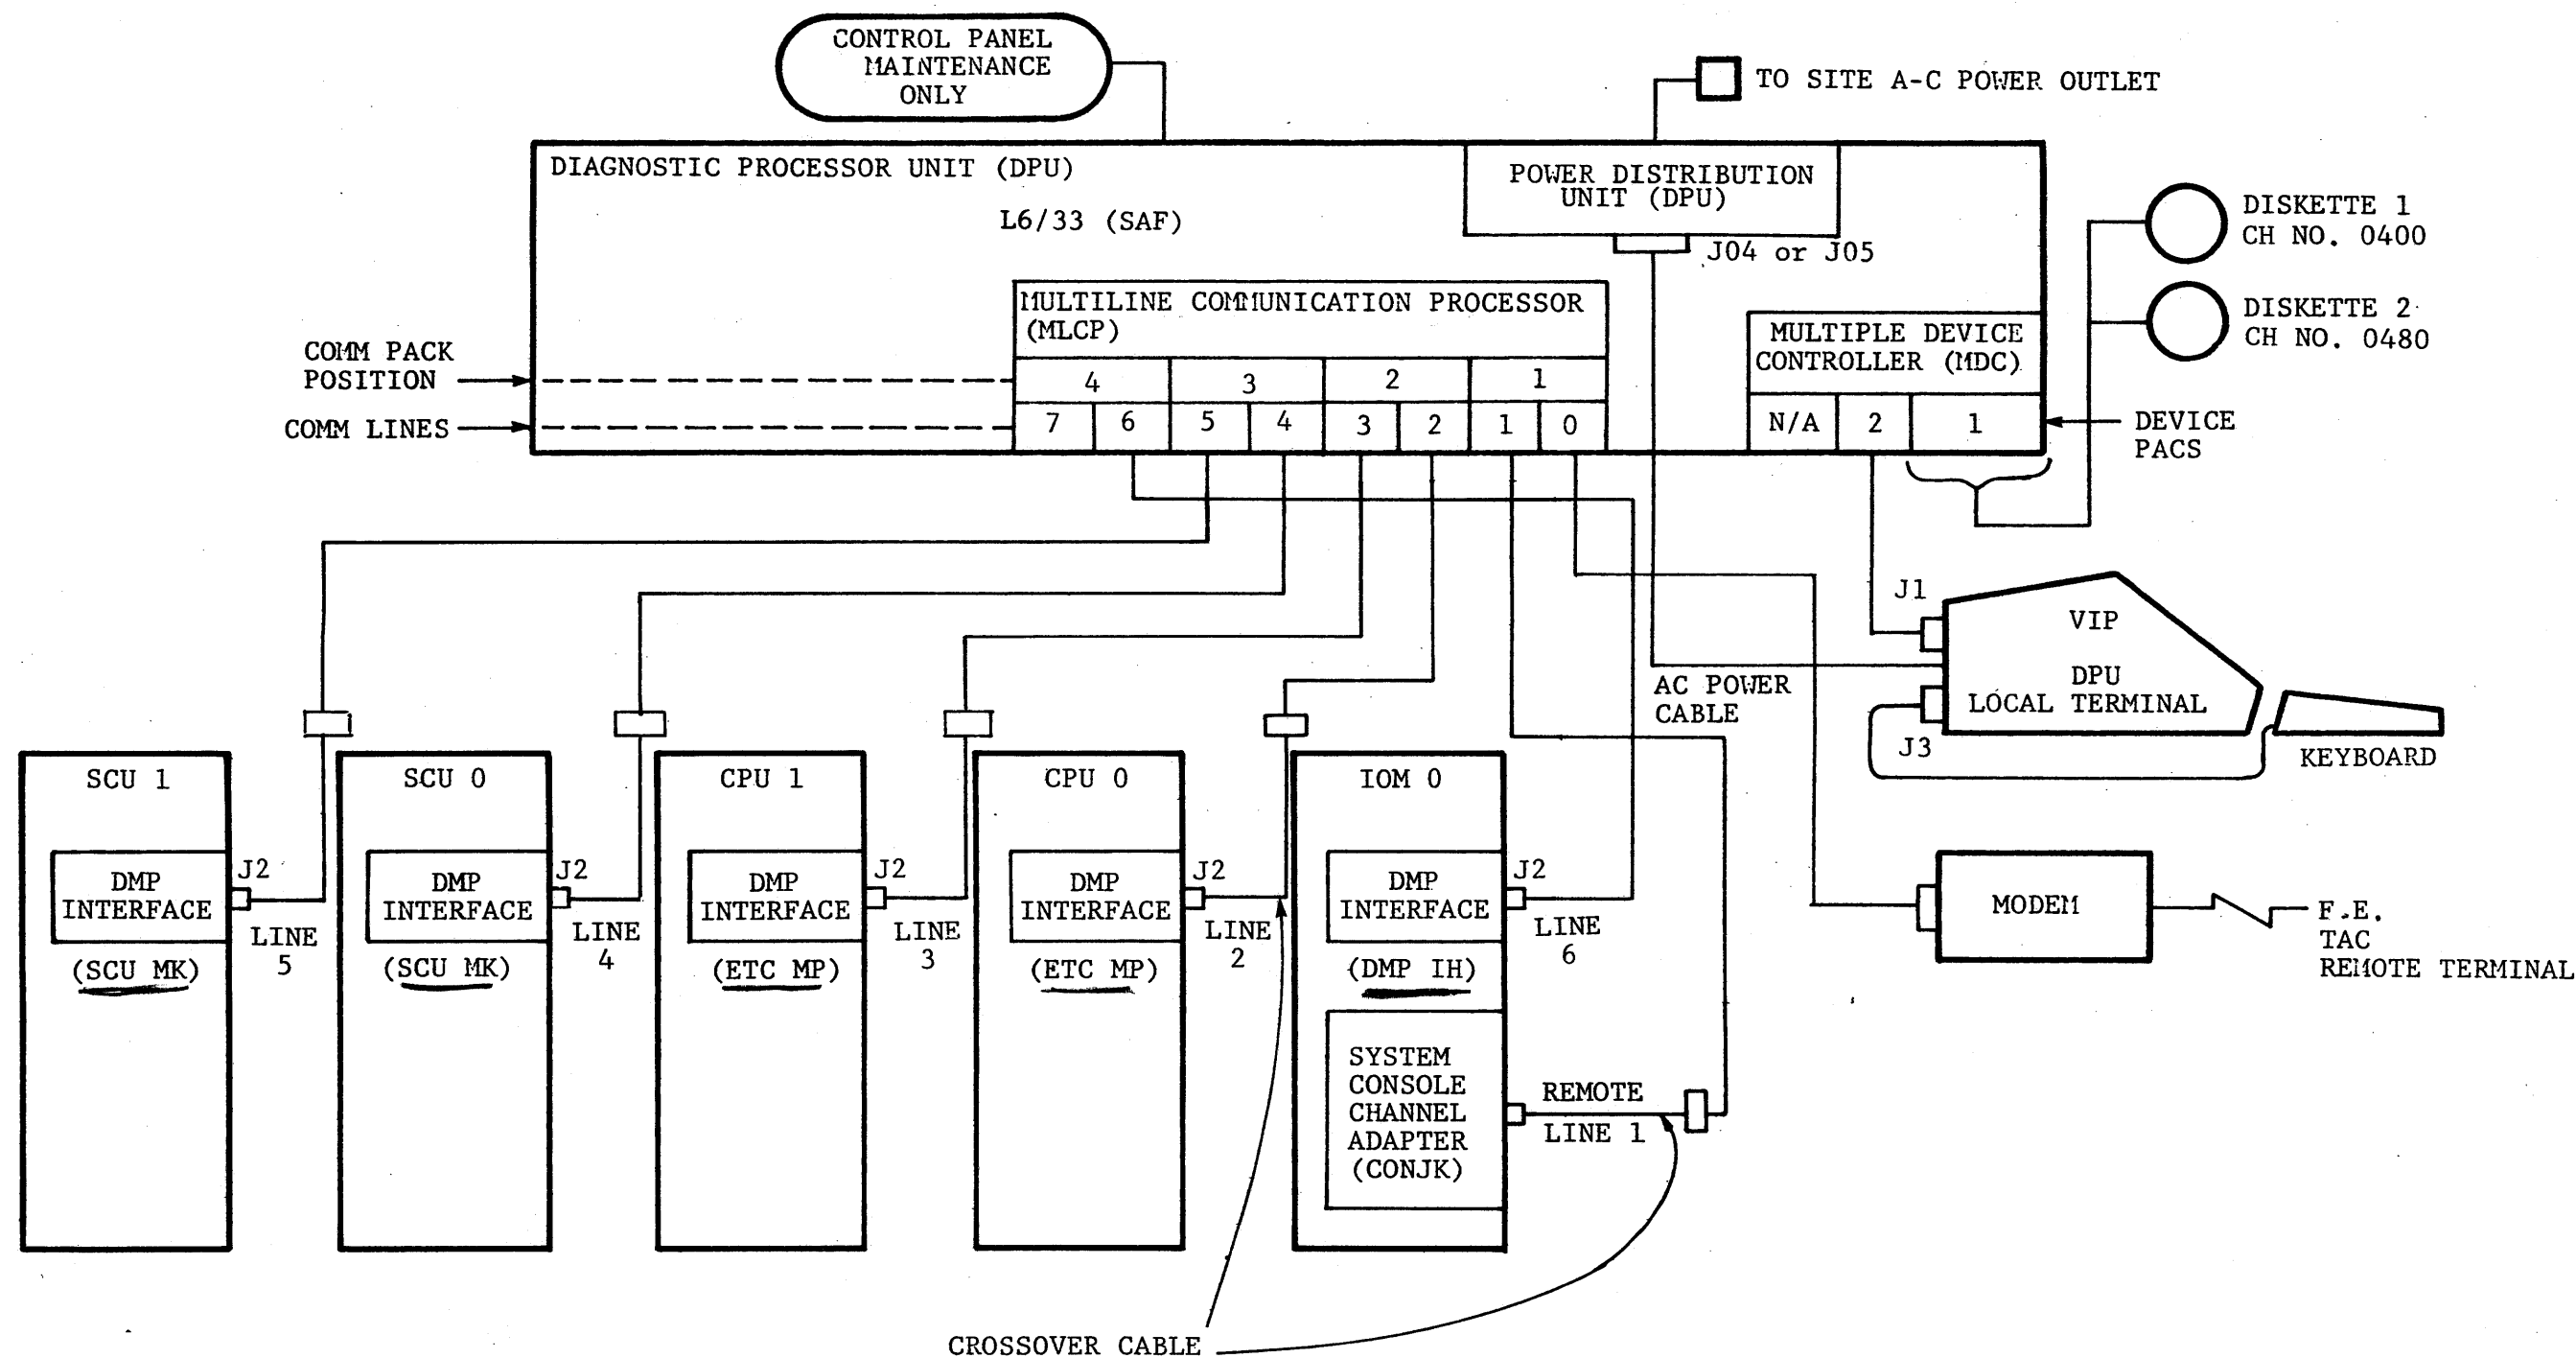 CONTROL PANEL
MAINTENANCE
ONLY
TO SITE A-C POWER OUTLET
DIAGNOSTIC PROCESSOR UNIT (DPU)
L6/33 (SAF)
POWER DISTRIBUTION
UNIT (DPU)
J04 or J05
DISKETTE 1
CH NO. 0400
DISKETTE 2
CH NO. 0480
MULTILINE COMMUNICATION PROCESSOR
(MLCP)
MULTIPLE DEVICE
CONTROLLER (MDC)
COMM PACK
POSITION
4 3 2 1
COMM LINES
7 6 5 4 3 2 1 0
N/A 2 1
DEVICE
PACS
J1
VIP
DPU
LOCAL TERMINAL
J3
KEYBOARD
AC POWER
CABLE
SCU 1
DMP
INTERFACE
(SCU MK)
J2
LINE
5
SCU 0
DMP
INTERFACE
(SCU MK)
J2
LINE
4
CPU 1
DMP
INTERFACE
(ETC MP)
J2
LINE
3
CPU 0
DMP
INTERFACE
(ETC MP)
J2
LINE
2
IOM 0
DMP
INTERFACE
(DMP IH)
J2
LINE
6
SYSTEM
CONSOLE
CHANNEL
ADAPTER
(CONJK)
REMOTE
LINE 1
MODEM
F.E.
TAC
REMOTE TERMINAL
CROSSOVER CABLE